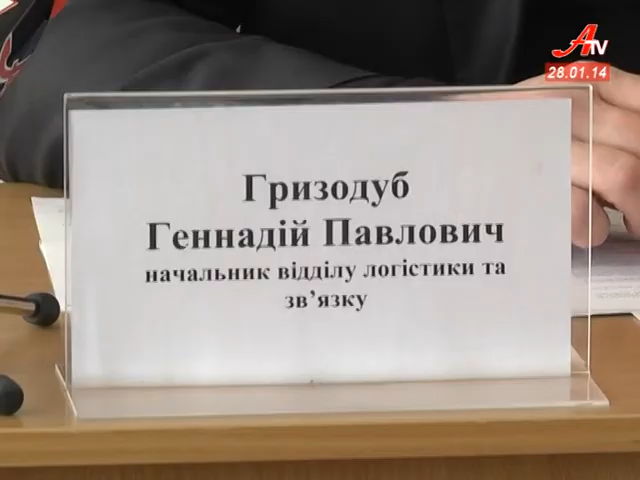 ATV
28.01.14
Гризодуб
Геннадій Павлович
начальник відділу логістики та
зв’язку